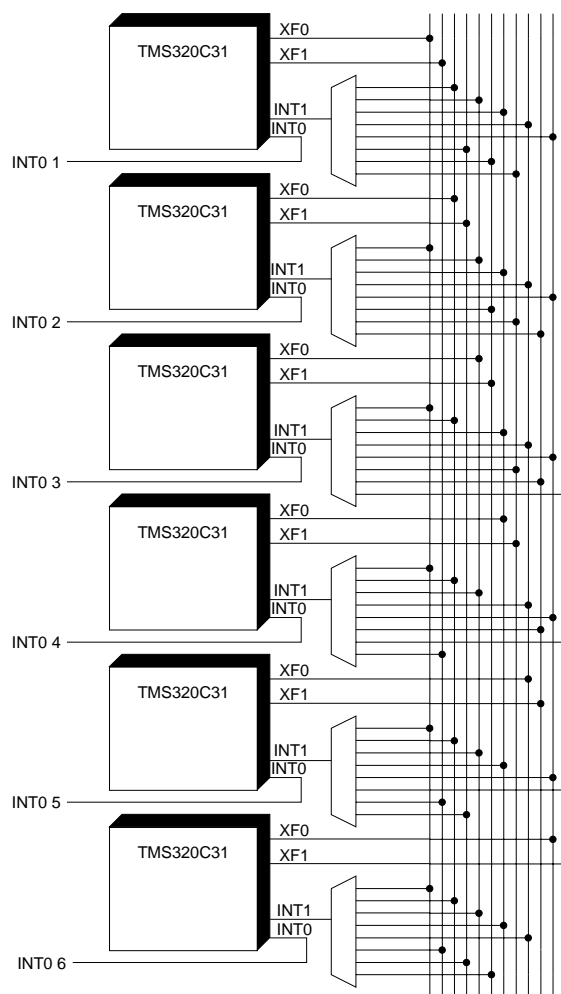 XF0
TMS320C31
XF1
INT1
INT0
INT0 1
XF0
TMS320C31
XF1
INT1
INT0
INT0 2
XF0
TMS320C31
XF1
INT1
INT0
INT0 3
XF0
TMS320C31
XF1
INT1
INT0
INT0 4
XF0
TMS320C31
XF1
INT1
INT0
INT0 5
XF0
TMS320C31
XF1
INT1
INT0
INT0 6